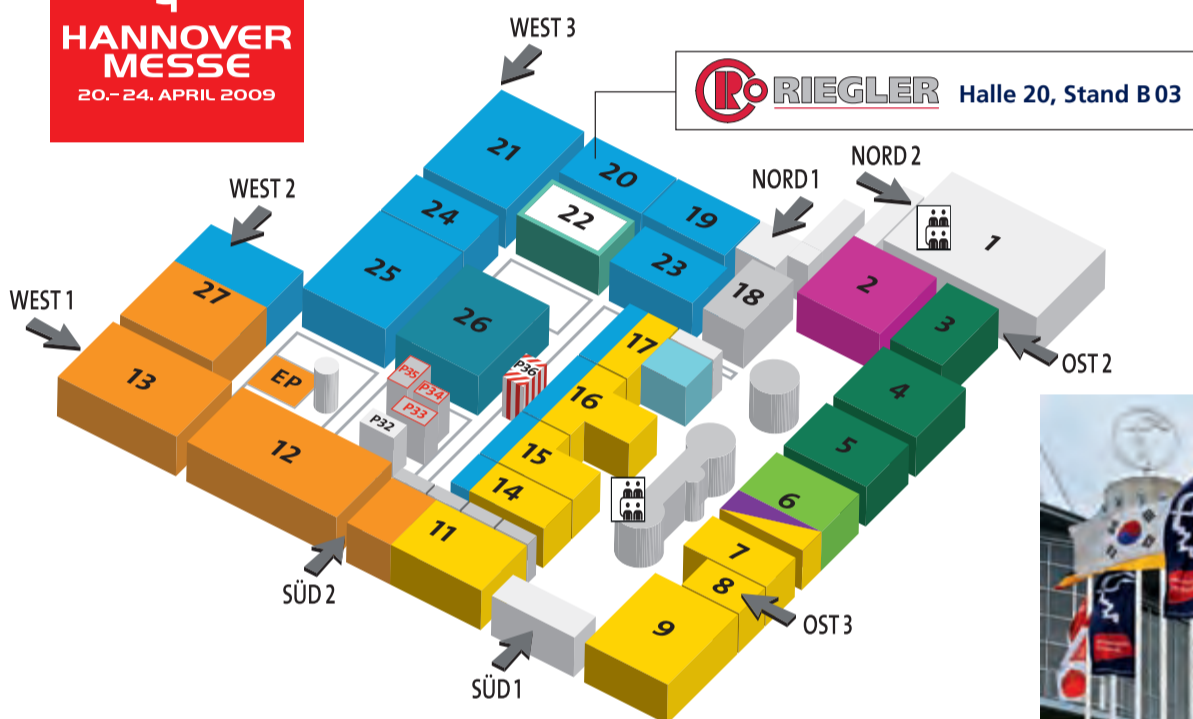 HANNOVER
MESSE
20.–24. APRIL 2009
WEST 3
RIEGLER Halle 20, Stand B 03
NORD 2
NORD 1
WEST 2
WEST 1
OST 2
21
20
19
22
24
23
25
18
1
2
3
27
26
17
4
13
EP
P35
P34
P33
P36
P32
16
5
12
15
14
6
11
7
8
9
SÜD 2
OST 3
SÜD 1